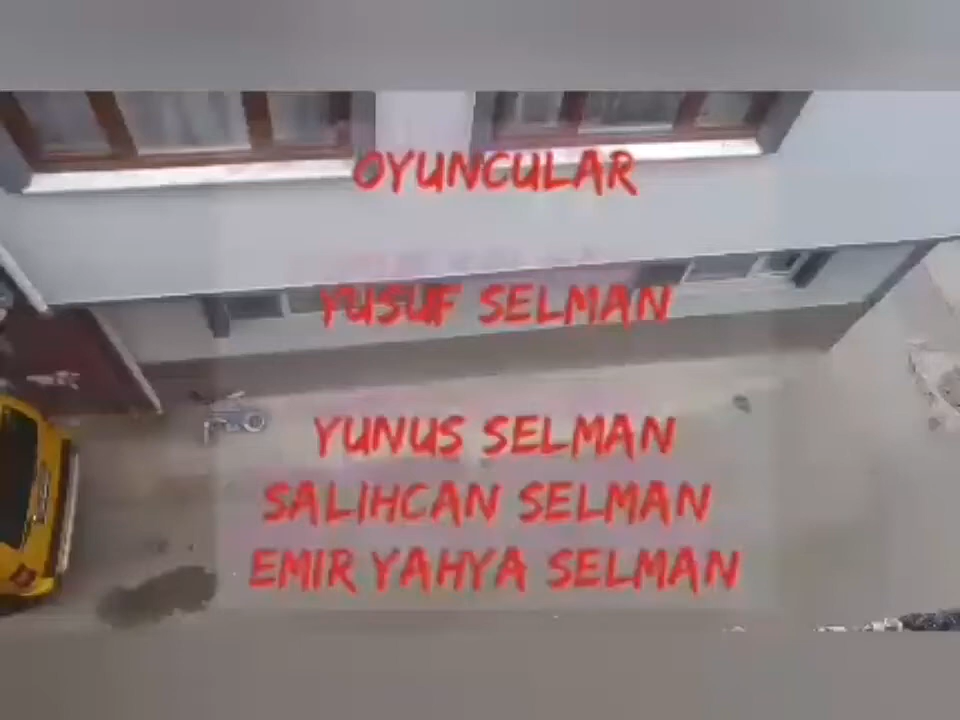 OYUNCULAR
YUSUF SELMAN
YUNUS SELMAN
SALIHCAN SELMAN
EMIR YAHYA SELMAN